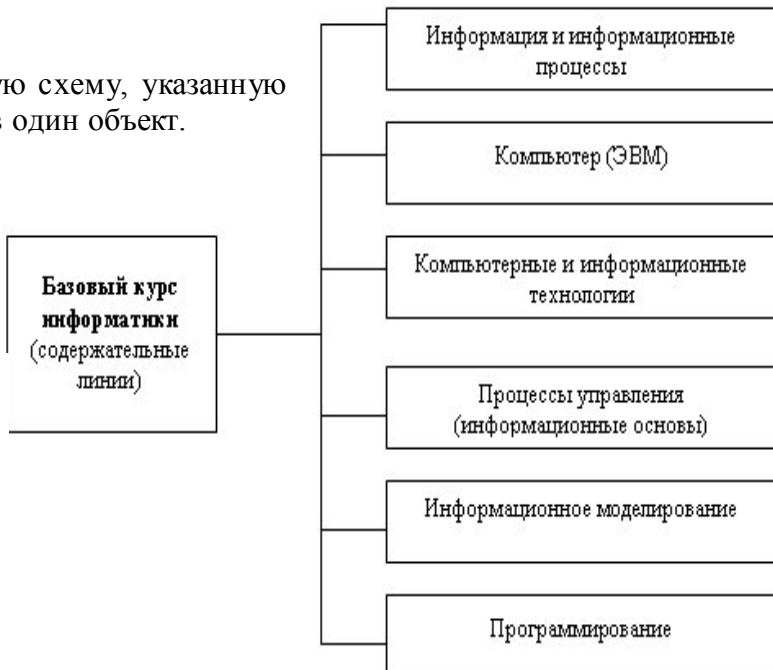 ую схему, указанную
в один объект.
Базовый курс
информатики
(содержательные
линии)
Информация и информационные
процессы
Компьютер (ЭВМ)
Компьютерные и информационные
технологии
Процессы управления
(информационные основы)
Информационное моделирование
Программирование